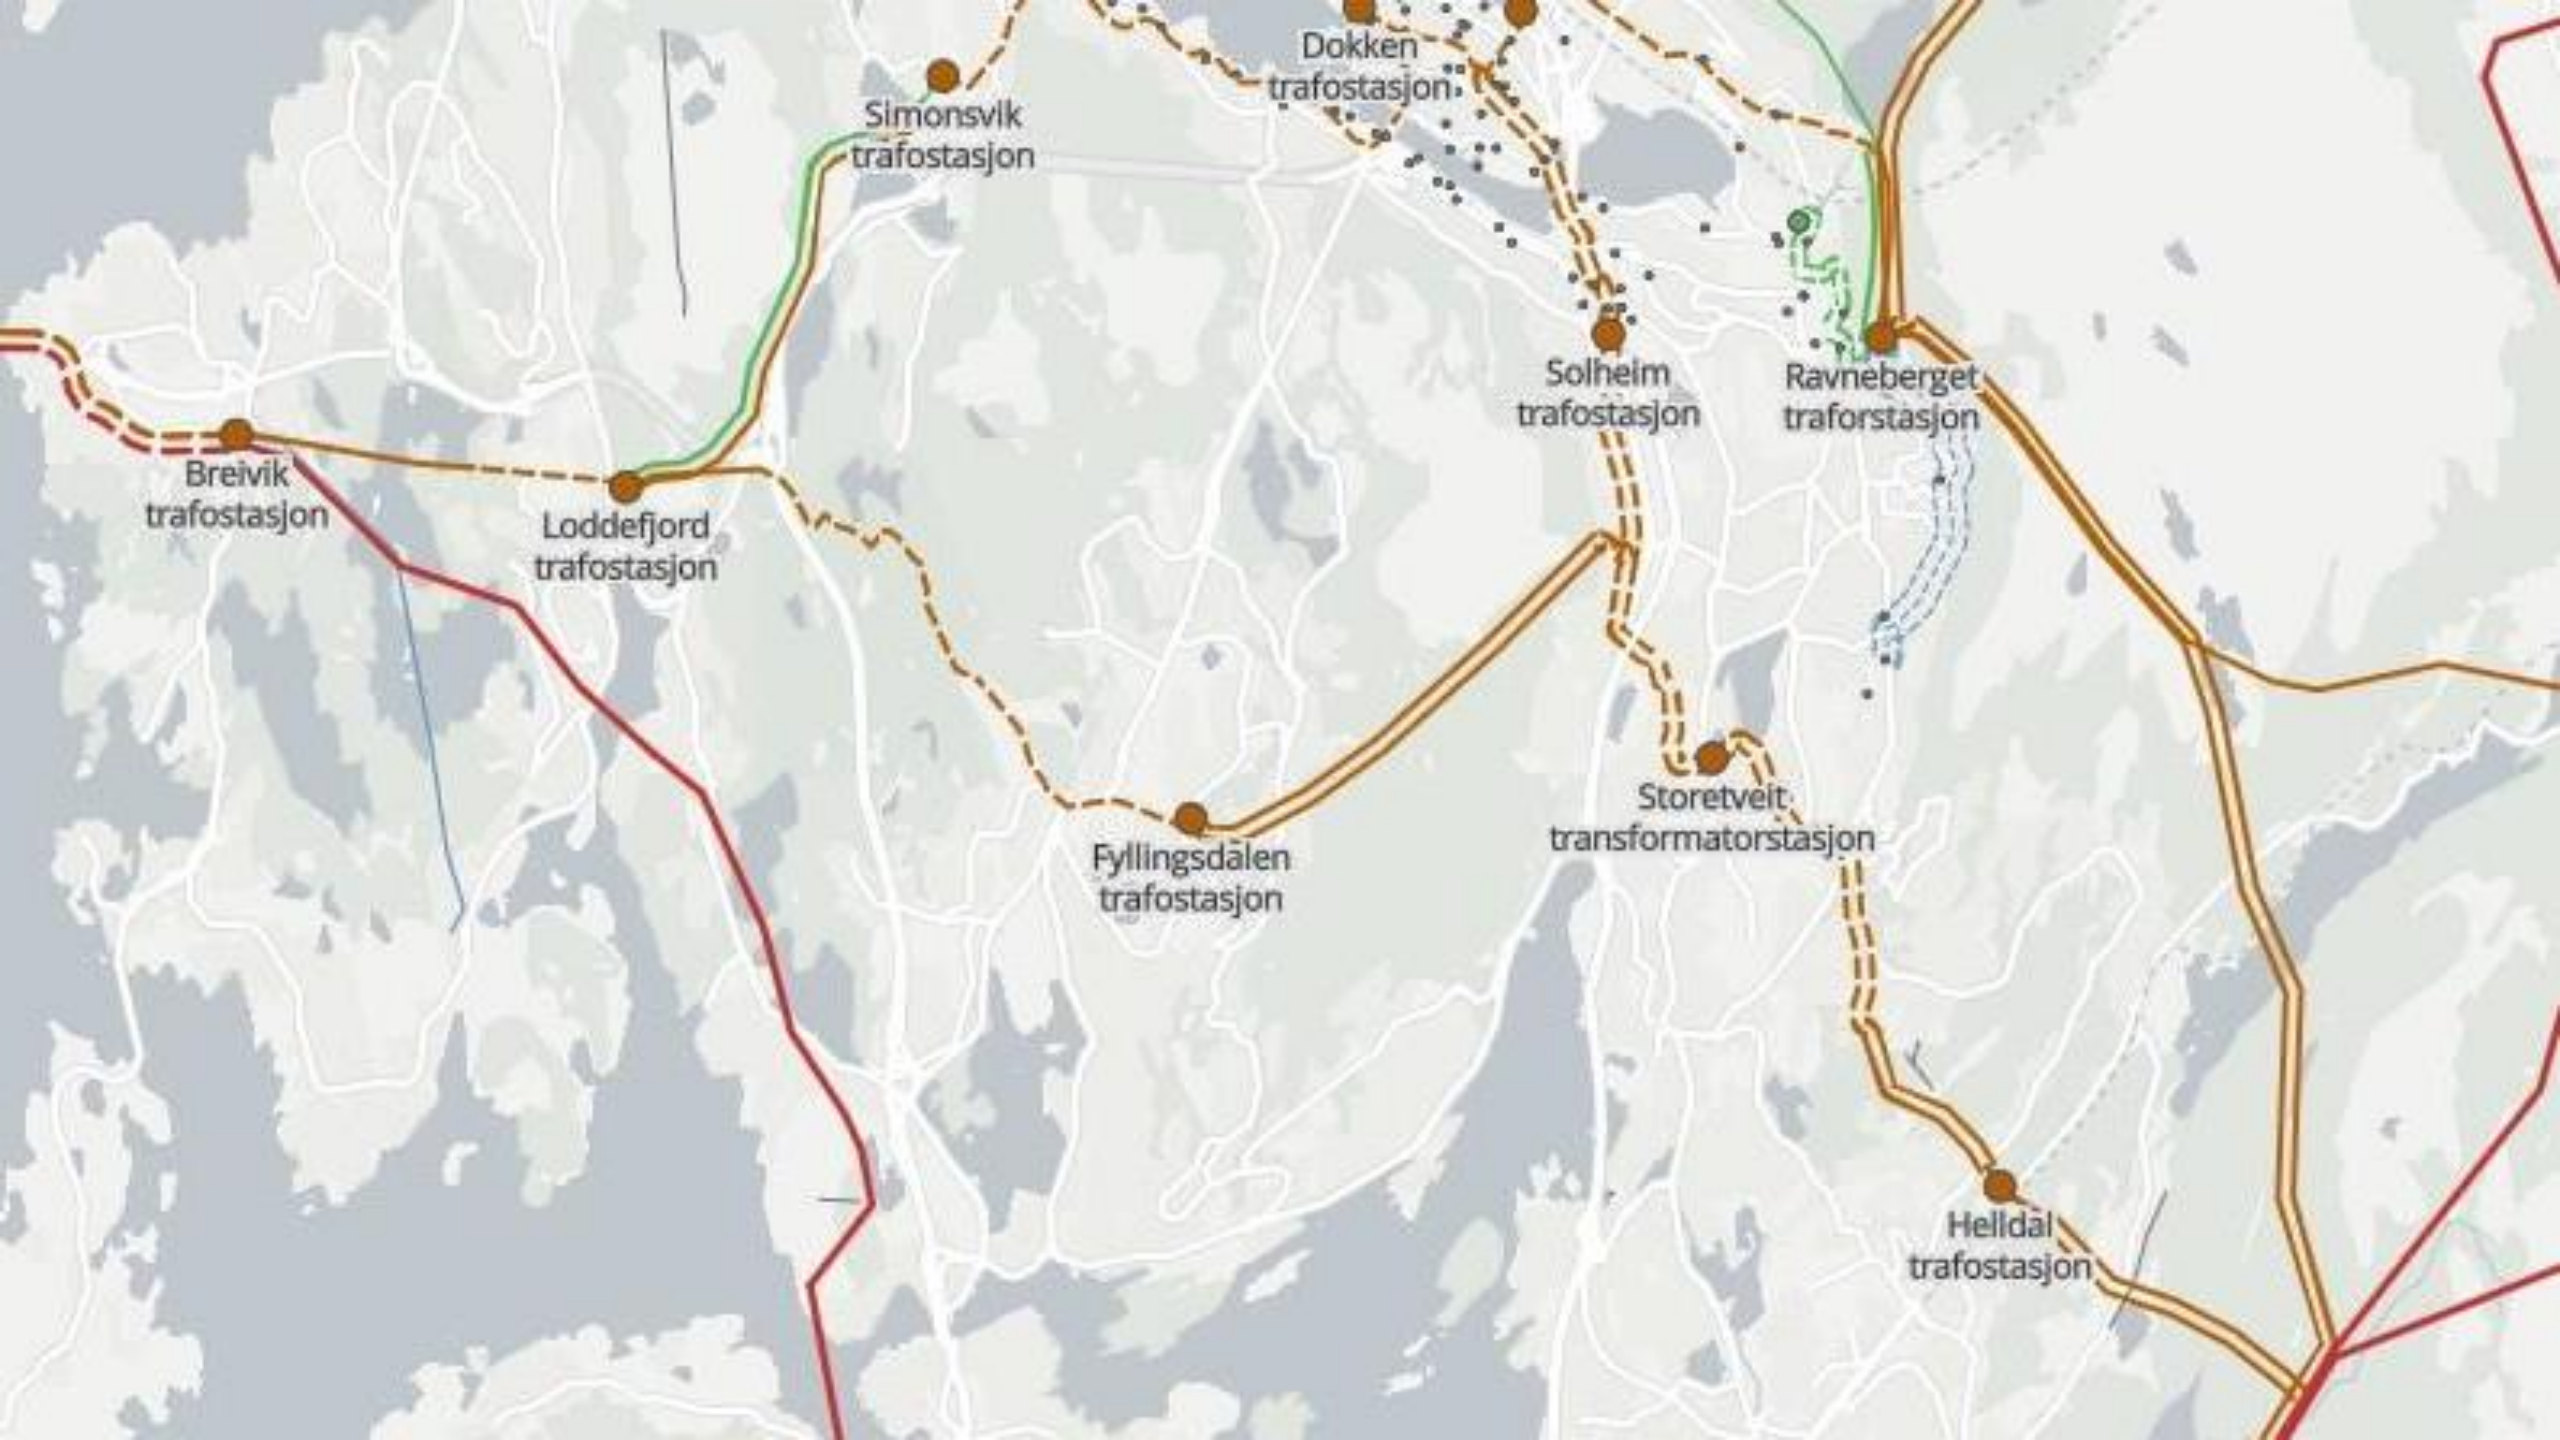 Dokken
trafostasjon
Simonsvik
trafostasjon
Solheim
trafostasjon
Ravneberget
traforstasjon
Breivik
trafostasjon
Loddefjord
trafostasjon
Storetveit
transformatorstasjon
Fyllingsdalen
trafostasjon
Helldal
trafostasjon